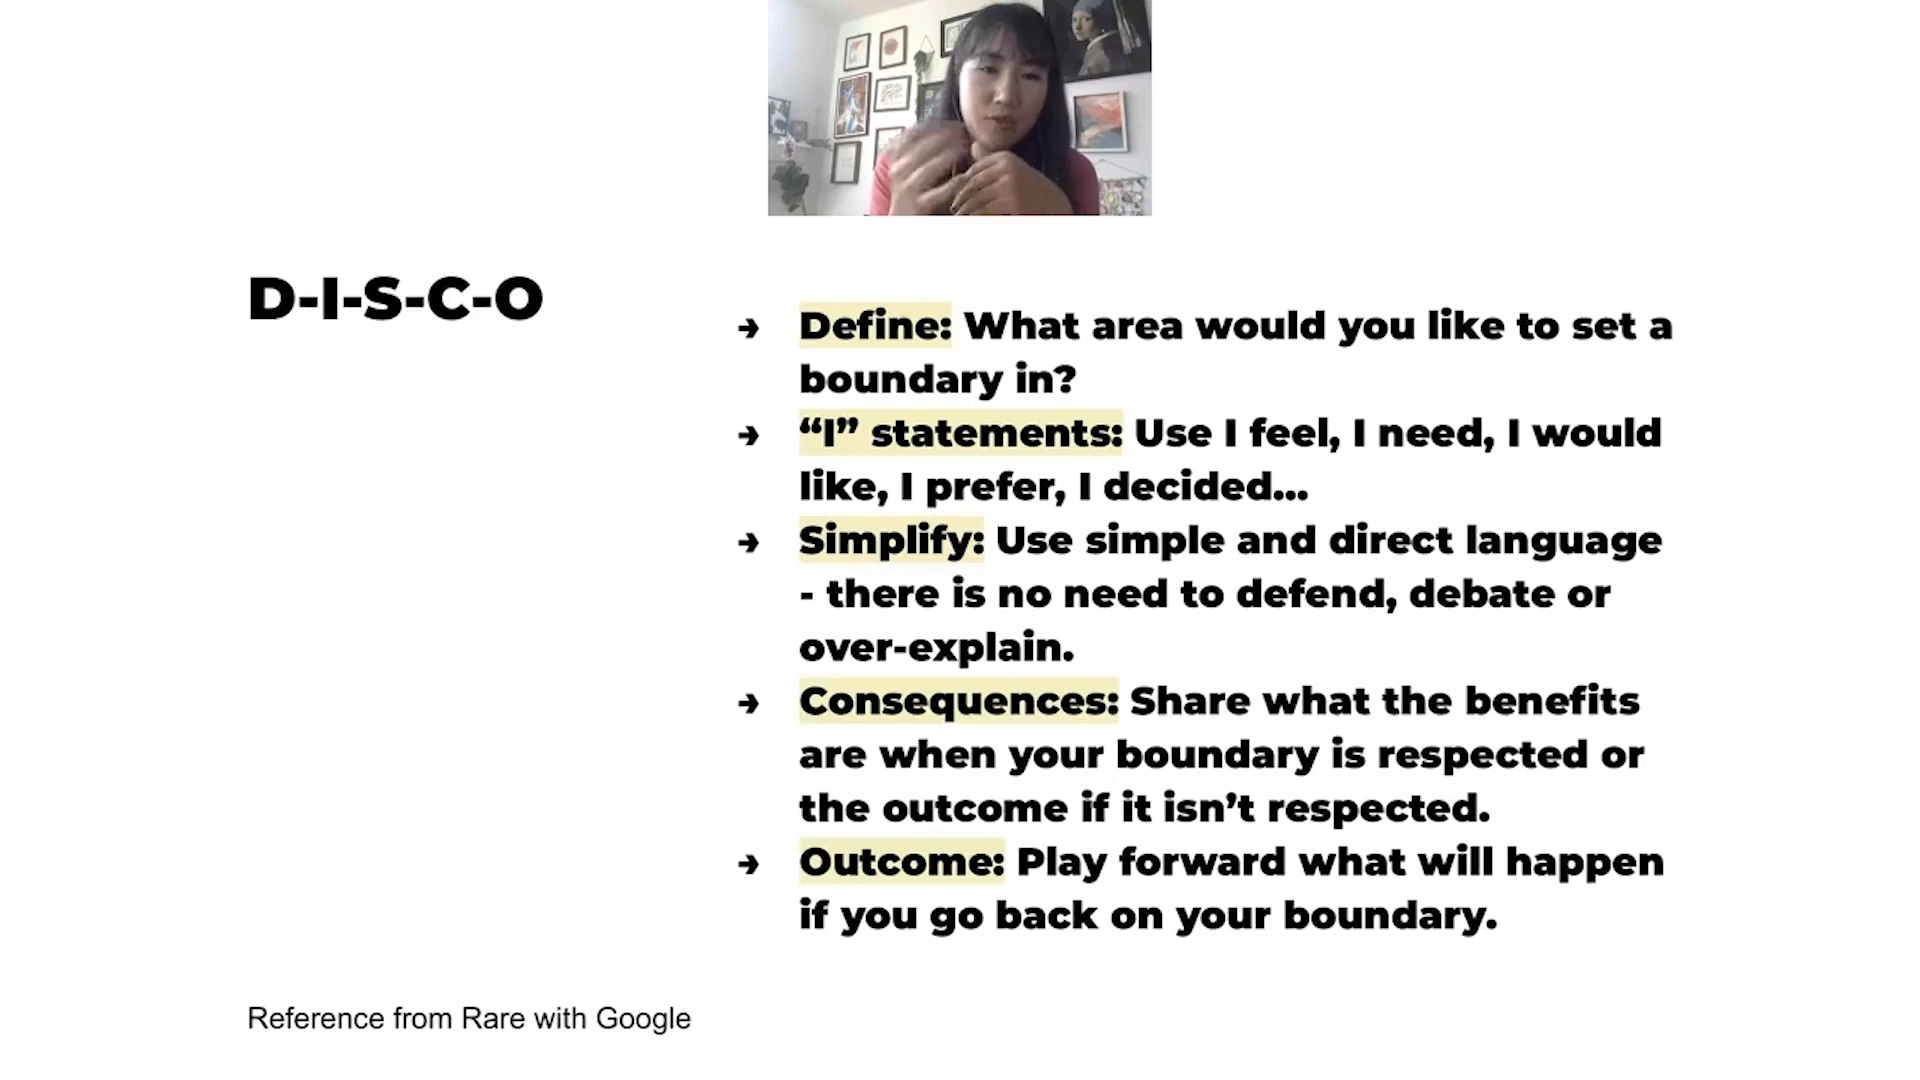 D-I-S-C-O
➔ Define: What area would you like to set a
boundary in?
➔ “I” statements: Use I feel, I need, I would
like, I prefer, I decided...
➔ Simplify: Use simple and direct language
- there is no need to defend, debate or
over-explain.
➔ Consequences: Share what the benefits
are when your boundary is respected or
the outcome if it isn’t respected.
➔ Outcome: Play forward what will happen
if you go back on your boundary.
Reference from Rare with Google